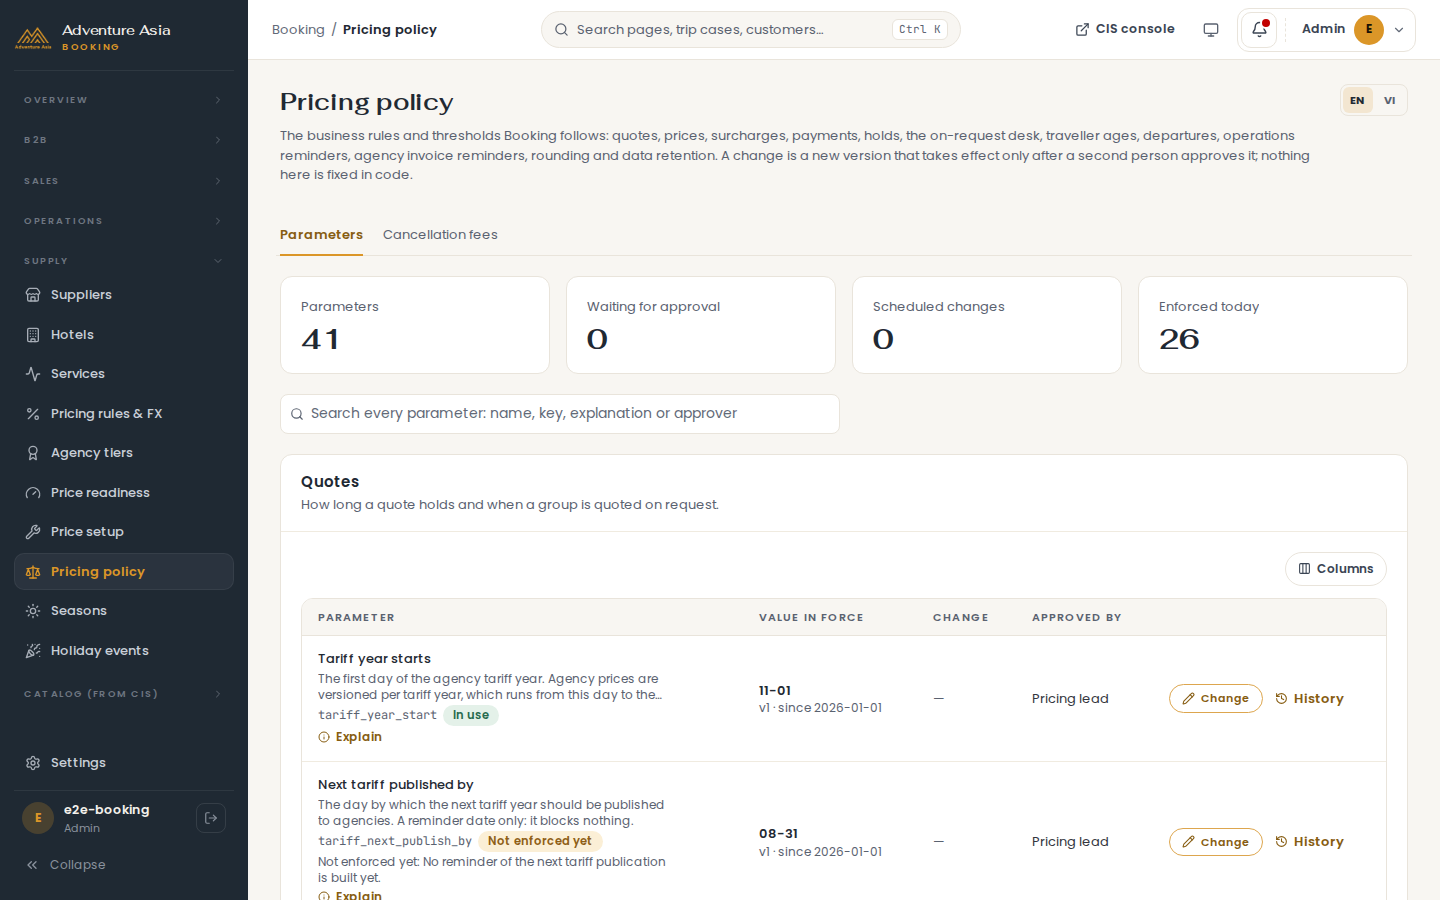 Adventure Asia
BOOKING
Adventure Asia
OVERVIEW
B2B
SALES
OPERATIONS
SUPPLY
Suppliers
Hotels
Services
Pricing rules & FX
Agency tiers
Price readiness
Price setup
Pricing policy
Seasons
Holiday events
CATALOG (FROM CIS)
Settings
E
e2e-booking
Admin
Collapse
Booking / Pricing policy
Search pages, trip cases, customers...
Ctrl K
CIS console
Admin
E
Pricing policy
EN
VI
The business rules and thresholds Booking follows: quotes, prices, surcharges, payments, holds, the on-request desk, traveller ages, departures, operations
reminders, agency invoice reminders, rounding and data retention. A change is a new version that takes effect only after a second person approves it; nothing
here is fixed in code.
Parameters
Cancellation fees
Parameters
41
Waiting for approval
0
Scheduled changes
0
Enforced today
26
Search every parameter: name, key, explanation or approver
Quotes
How long a quote holds and when a group is quoted on request.
Columns
PARAMETER
VALUE IN FORCE
CHANGE
APPROVED BY
Tariff year starts
The first day of the agency tariff year. Agency prices are
versioned per tariff year, which runs from this day to the…
tariff_year_start
In use
Explain
11-01
v1 · since 2026-01-01
—
Pricing lead
Change
History
Next tariff published by
The day by which the next tariff year should be published
to agencies. A reminder date only: it blocks nothing.
tariff_next_publish_by
Not enforced yet
Not enforced yet: No reminder of the next tariff publication
is built yet.
Explain
08-31
v1 · since 2026-01-01
—
Pricing lead
Change
History